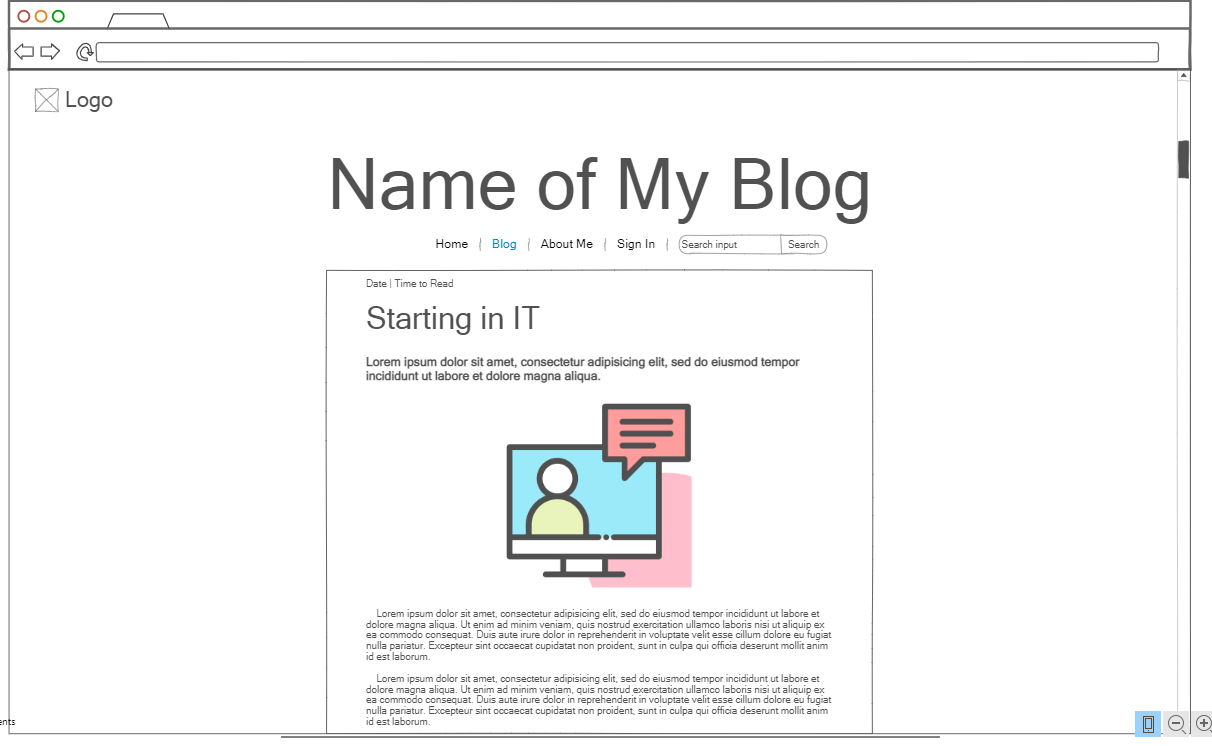 Logo
Name of My Blog
Home | Blog | About Me | Sign In | Search input Search
Date | Time to Read
Starting in IT
Lorem ipsum dolor sit amet, consectetur adipisicing elit, sed do eiusmod tempor
incididunt ut labore et dolore magna aliqua.
Lorem ipsum dolor sit amet, consectetur adipisicing elit, sed do eiusmod tempor incididunt ut labore et
dolore magna aliqua. Ut enim ad minim veniam, quis nostrud exercitation ullamco laboris nisi ut aliquip ex
ea commodo consequat. Duis aute irure dolor in reprehenderit in voluptate velit esse cillum dolore eu fugiat
nulla pariatur. Excepteur sint occaecat cupidatat non proident, sunt in culpa qui officia deserunt mollit anim
id est laborum.
Lorem ipsum dolor sit amet, consectetur adipisicing elit, sed do eiusmod tempor incididunt ut labore et
dolore magna aliqua. Ut enim ad minim veniam, quis nostrud exercitation ullamco laboris nisi ut aliquip ex
ea commodo consequat. Duis aute irure dolor in reprehenderit in voluptate velit esse cillum dolore eu fugiat
nulla pariatur. Excepteur sint occaecat cupidatat non proident, sunt in culpa qui officia deserunt mollit anim
id est laborum.